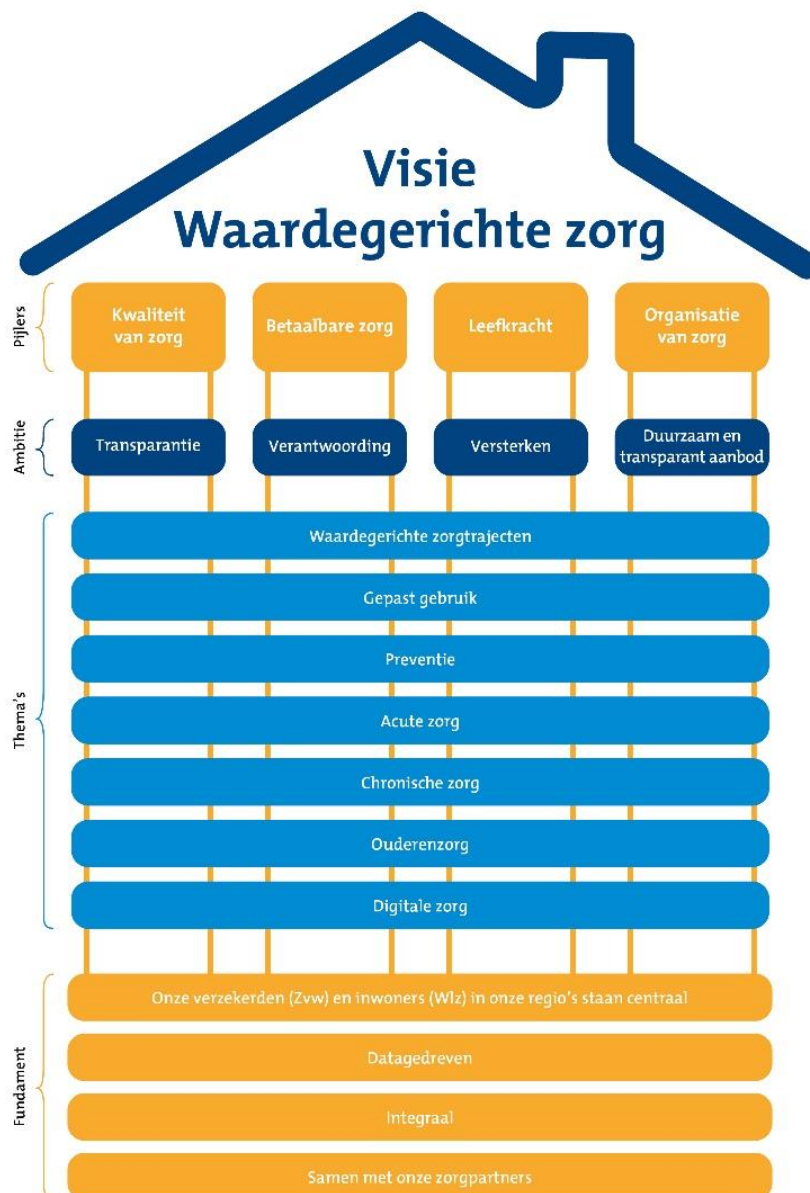 Visie
Waardegerichte zorg
Pijlers
Kwaliteit
van zorg
Betaalbare zorg
Leefkracht
Organisatie
van zorg
Ambitie
Transparantie
Verantwoording
Versterken
Duurzaam en
transparant aanbod
Thema's
Waardegerichte zorgtrajecten
Gepast gebruik
Preventie
Acute zorg
Chronische zorg
Ouderenzorg
Digitale zorg
Fundament
Onze verzekerden (Zvw) en inwoners (Wlz) in onze regio's staan centraal
Datagedreven
Integraal
Samen met onze zorgpartners